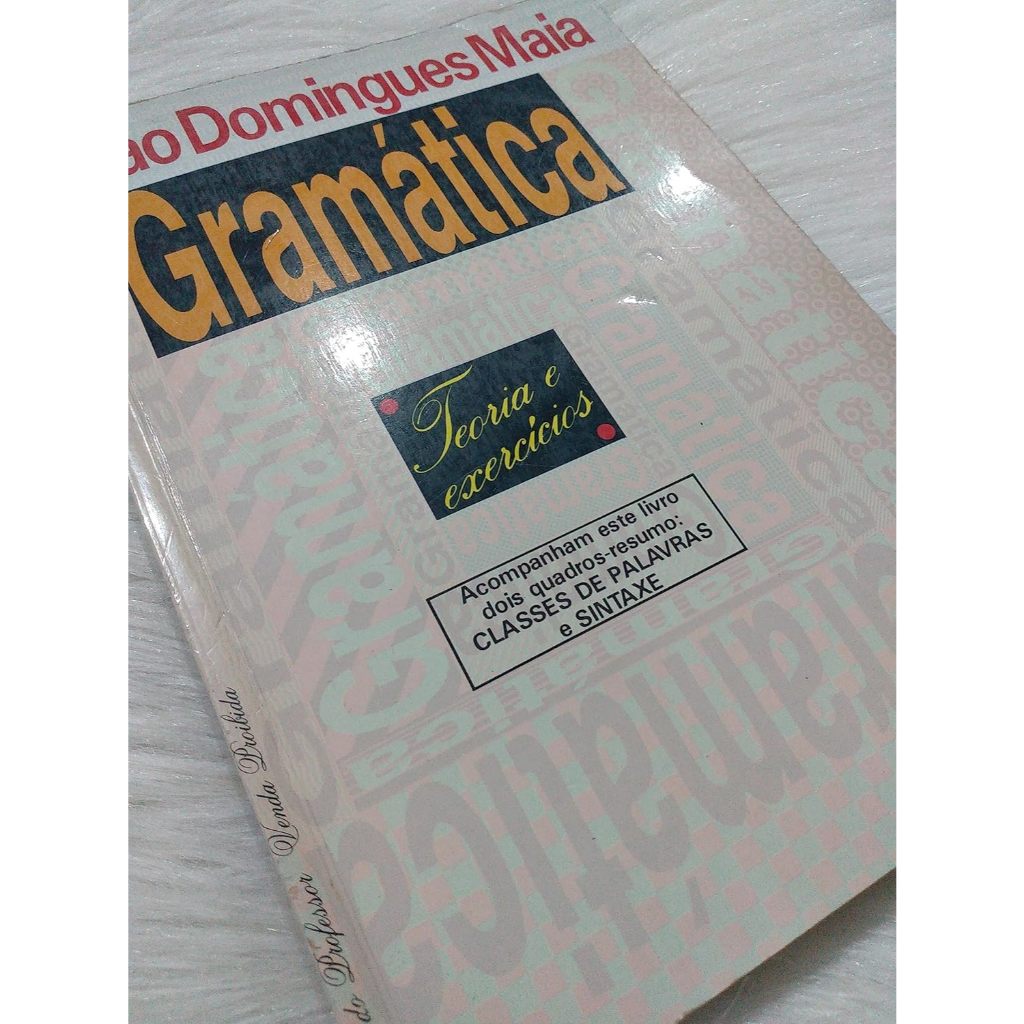 ao Domingues Maia
Gramática
Teoria e
exercícios
Acompanham este livro
dois quadros-resumo:
CLASSES DE PALAVRAS
e SINTAXE
do Professor Venda Proibida